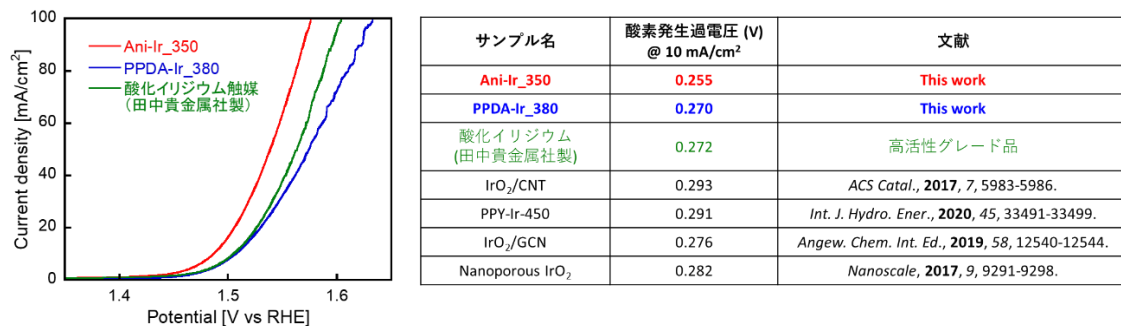 100
80
60
40
20
0
Current density [mA/cm²]
Ani-Ir_350
PPDA-Ir_380
酸化イリジウム触媒
（田中貴金属社製）
1.4 1.5 1.6
Potential [V vs RHE]
サンプル名 酸素発生過電圧 (V) @ 10 mA/cm² 文献
Ani-Ir_350 0.255 This work
PPDA-Ir_380 0.270 This work
酸化イリジウム
(田中貴金属社製) 0.272 高活性グレード品
IrO₂/CNT 0.293 ACS Catal., 2017, 7, 5983-5986.
PPY-Ir-450 0.291 Int. J. Hydro. Ener., 2020, 45, 33491-33499.
IrO₂/GCN 0.276 Angew. Chem. Int. Ed., 2019, 58, 12540-12544.
Nanoporous IrO₂ 0.282 Nanoscale, 2017, 9, 9291-9298.